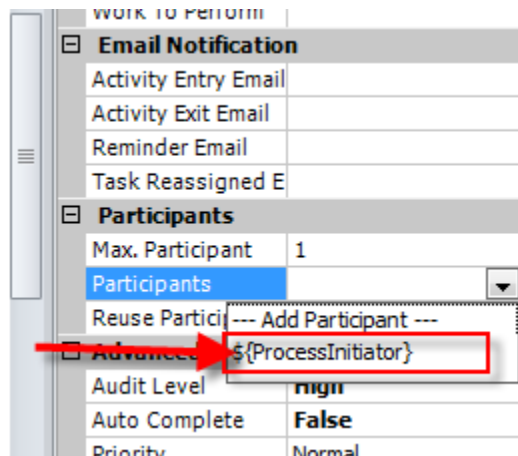 Work To Perform
Email Notification
Activity Entry Email
Activity Exit Email
Reminder Email
Task Reassigned E
Participants
Max. Participant 1
Participants
Reuse Partici
--- Add Participant ---
${ProcessInitiator}
Advanced
Audit Level High
Auto Complete False
Priority Normal